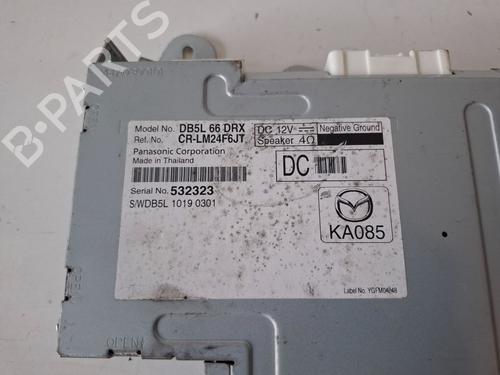 B-PARTS
Model No. DB5L 66 DRX
Ref. No. CR-LM24F6JT
DC 12V Negative Ground
Speaker 4Ω
Panasonic Corporation
Made in Thailand
DC
Serial No. 532323
S/WDB5L 1019 0301
KA085
Label No. YGFM04248
OPEN